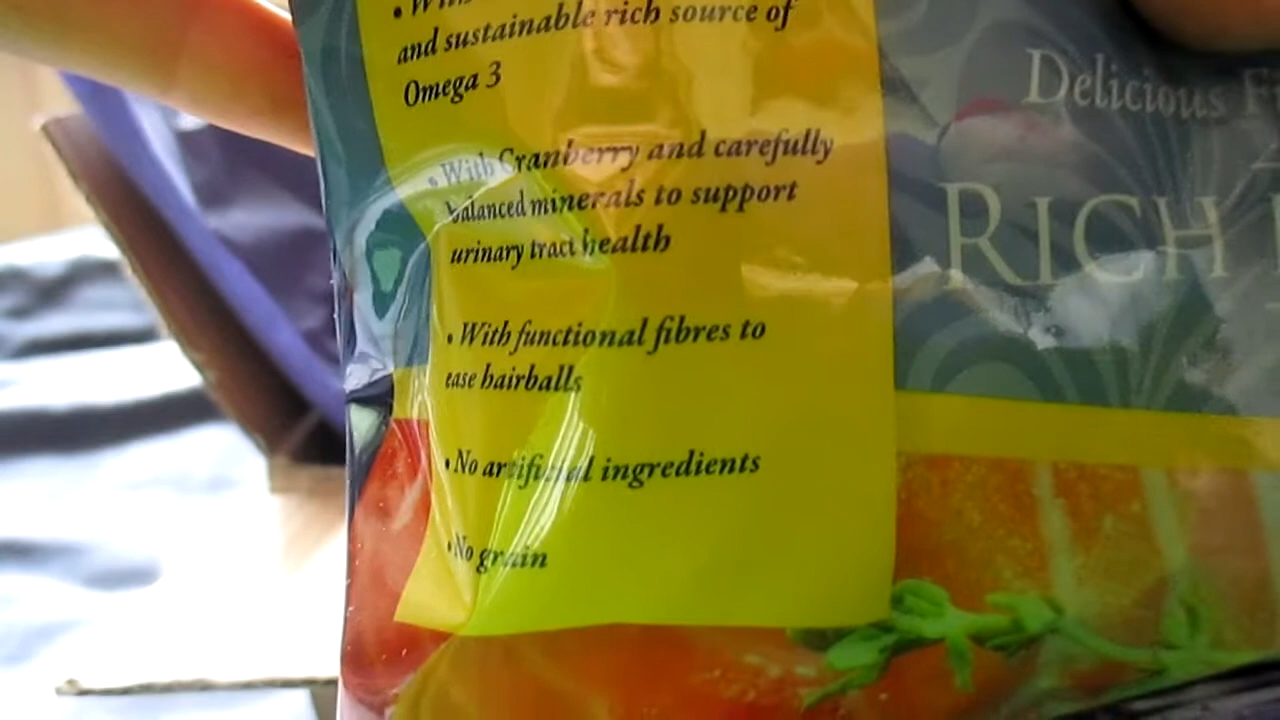 • With
and sustainable rich source of
Omega 3
• With Cranberry and carefully
balanced minerals to support
urinary tract health
• With functional fibres to
ease hairballs
• No artificial ingredients
• No grain
Delicious
RICH